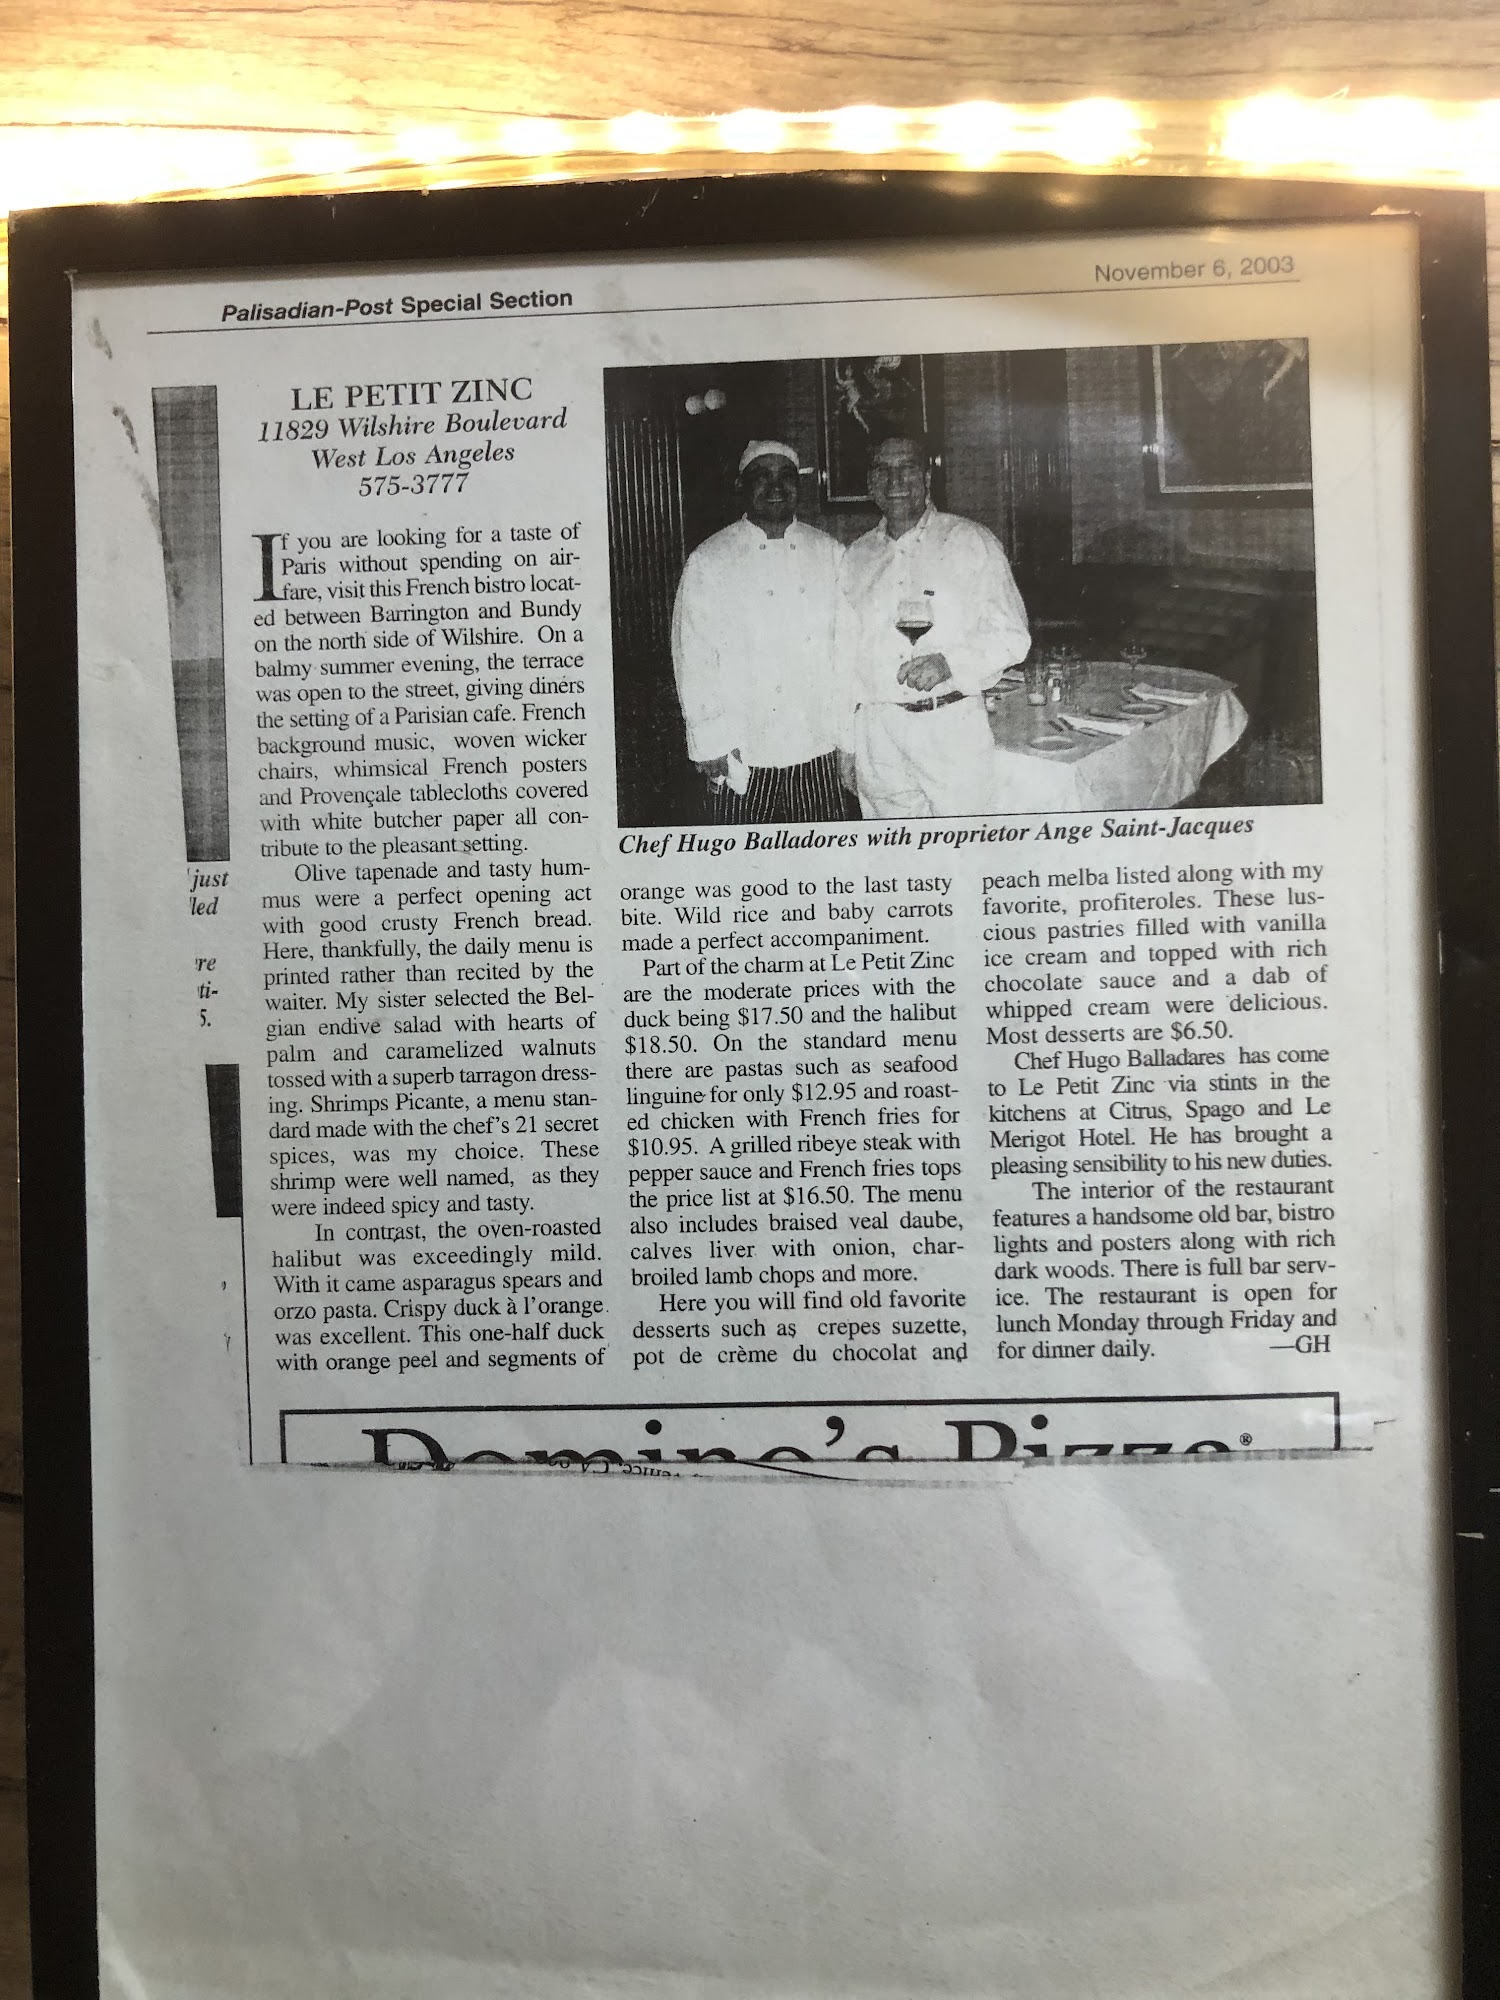 Palisadian-Post Special Section
November 6, 2003
LE PETIT ZINC
11829 Wilshire Boulevard
West Los Angeles
575-3777
If you are looking for a taste of
Paris without spending on air-
fare, visit this French bistro locat-
ed between Barrington and Bundy
on the north side of Wilshire. On a
balmy summer evening, the terrace
was open to the street, giving diners
the setting of a Parisian cafe. French
background music, woven wicker
chairs, whimsical French posters
and Provençale tablecloths covered
with white butcher paper all con-
tribute to the pleasant setting.
Olive tapenade and tasty hum-
mus were a perfect opening act
with good crusty French bread.
Here, thankfully, the daily menu is
printed rather than recited by the
waiter. My sister selected the Bel-
gian endive salad with hearts of
palm and caramelized walnuts
tossed with a superb tarragon dress-
ing. Shrimps Picante, a menu stan-
dard made with the chef's 21 secret
spices, was my choice. These
shrimp were well named, as they
were indeed spicy and tasty.
In contrast, the oven-roasted
halibut was exceedingly mild.
With it came asparagus spears and
orzo pasta. Crispy duck à l'orange
was excellent. This one-half duck
with orange peel and segments of
Chef Hugo Balladores with proprietor Ange Saint-Jacques
orange was good to the last tasty
bite. Wild rice and baby carrots
made a perfect accompaniment.
Part of the charm at Le Petit Zinc
are the moderate prices with the
duck being $17.50 and the halibut
$18.50. On the standard menu
there are pastas such as seafood
linguine for only $12.95 and roast-
ed chicken with French fries for
$10.95. A grilled ribeye steak with
pepper sauce and French fries tops
the price list at $16.50. The menu
also includes braised veal daube,
calves liver with onion, char-
broiled lamb chops and more.
Here you will find old favorite
desserts such as crepes suzette,
pot de crème du chocolat and
peach melba listed along with my
favorite, profiteroles. These lus-
cious pastries filled with vanilla
ice cream and topped with rich
chocolate sauce and a dab of
whipped cream were delicious.
Most desserts are $6.50.
Chef Hugo Balladares has come
to Le Petit Zinc via stints in the
kitchens at Citrus, Spago and Le
Merigot Hotel. He has brought a
pleasing sensibility to his new duties.
The interior of the restaurant
features a handsome old bar, bistro
lights and posters along with rich
dark woods. There is full bar serv-
ice. The restaurant is open for
lunch Monday through Friday and
for dinner daily. —GH
just
led
're
ti-
5.
Domino's Pizza®